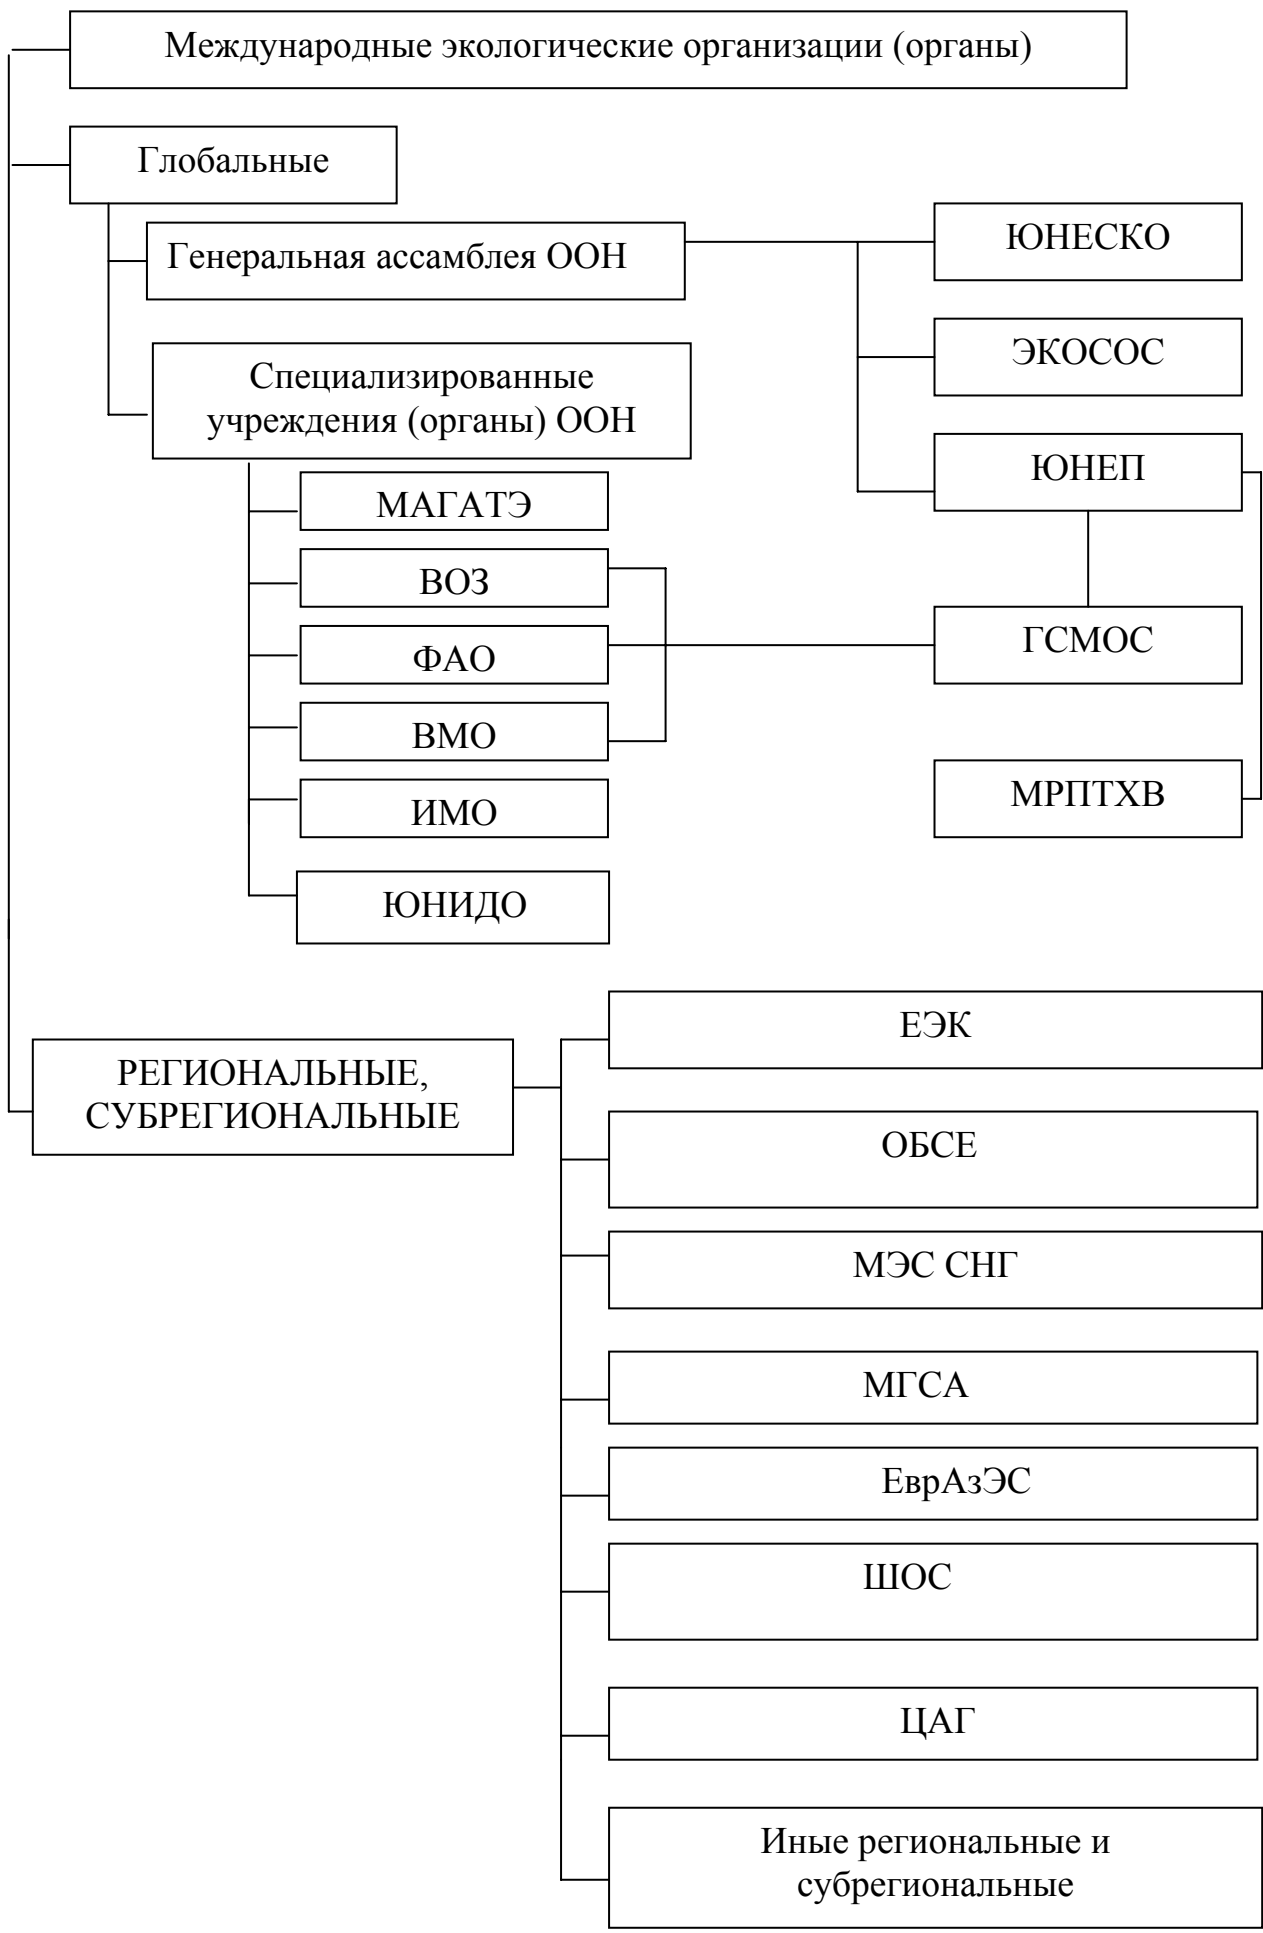 Международные экологические организации (органы)
Глобальные
Генеральная ассамблея ООН
ЮНЕСКО
ЭКОСОС
ЮНЕП
ГСМОС
МРПТХВ
Специализированные
учреждения (органы) ООН
МАГАТЭ
ВОЗ
ФАО
ВМО
ИМО
ЮНИДО
РЕГИОНАЛЬНЫЕ,
СУБРЕГИОНАЛЬНЫЕ
ЕЭК
ОБСЕ
МЭС СНГ
МГСА
ЕврАзЭС
ШОС
ЦАГ
Иные региональные и
субрегиональные